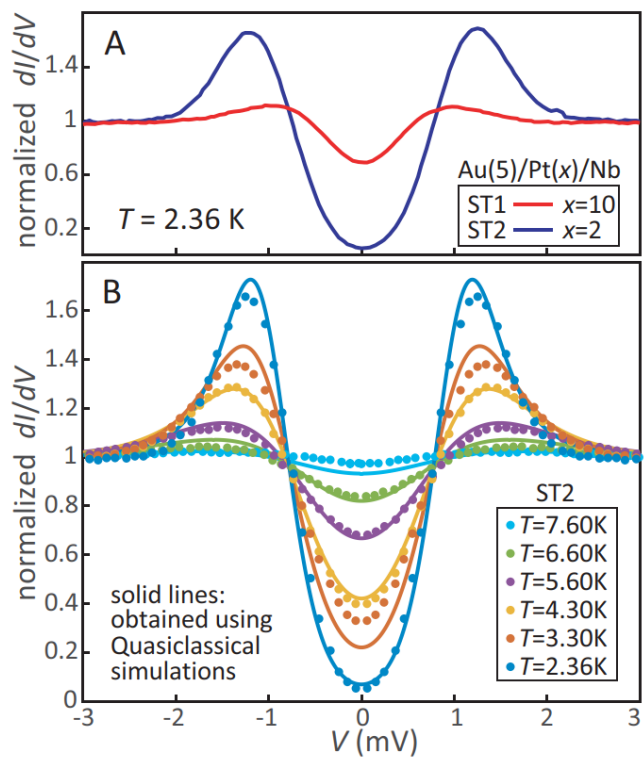 A
normalized dI/dV
1.4
1
0.6
0.2
T = 2.36 K
Au(5)/Pt(x)/Nb
ST1 x=10
ST2 x=2
B
normalized dI/dV
1.6
1.4
1.2
1
0.8
0.6
0.4
0.2
0
solid lines:
obtained using
Quasiclassical
simulations
ST2
T=7.60K
T=6.60K
T=5.60K
T=4.30K
T=3.30K
T=2.36K
-3 -2 -1 0 1 2 3
V (mV)